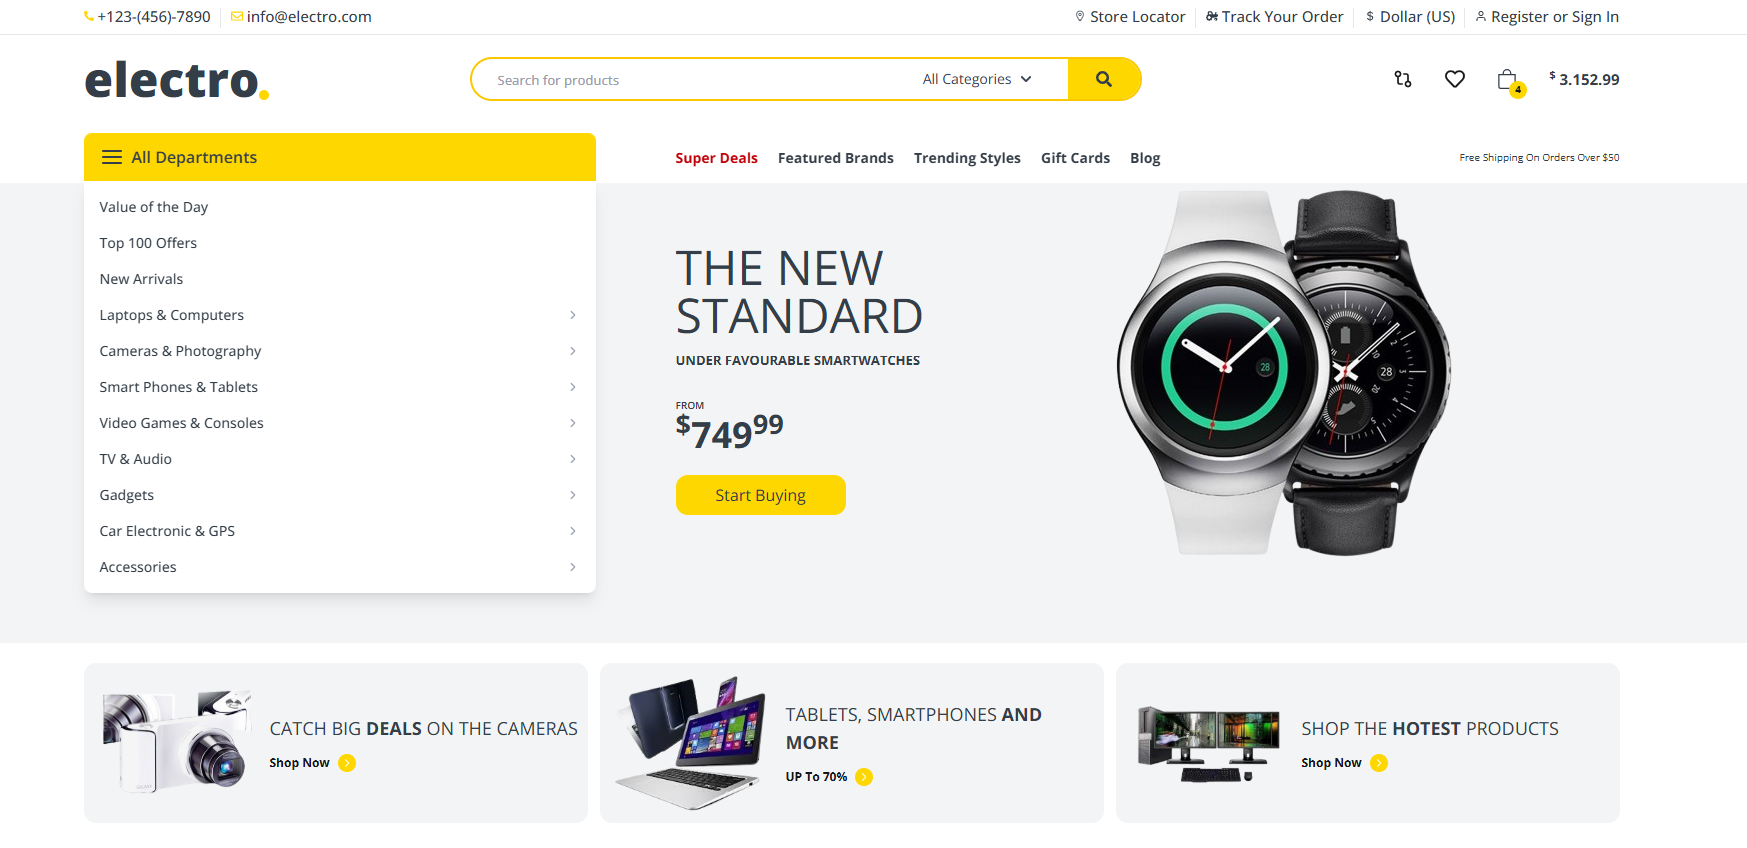 +123-(456)-7890
info@electro.com
Store Locator
Track Your Order
$ Dollar (US)
Register or Sign In
electro.
Search for products
All Categories
4
$ 3.152.99
All Departments
Super Deals
Featured Brands
Trending Styles
Gift Cards
Blog
Free Shipping On Orders Over $50
Value of the Day
Top 100 Offers
New Arrivals
Laptops & Computers
Cameras & Photography
Smart Phones & Tablets
Video Games & Consoles
TV & Audio
Gadgets
Car Electronic & GPS
Accessories
THE NEW
STANDARD
UNDER FAVOURABLE SMARTWATCHES
FROM
$74999
Start Buying
28
28
CATCH BIG DEALS ON THE CAMERAS
Shop Now
TABLETS, SMARTPHONES AND
MORE
UP To 70%
SHOP THE HOTEST PRODUCTS
Shop Now